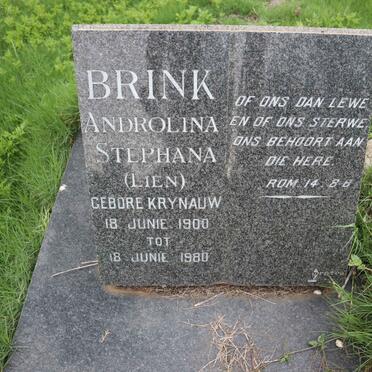 BRINK
ANDROLINA
STEPHANA
(LIEN)
GEBORE KRYNAUW
18 JUNIE 1900
TOT
18 JUNIE 1980
OF ONS DAN LEWE
EN OF ONS STERWE
ONS BEHOORT AAN
DIE HERE.
ROM. 14 : 8-B